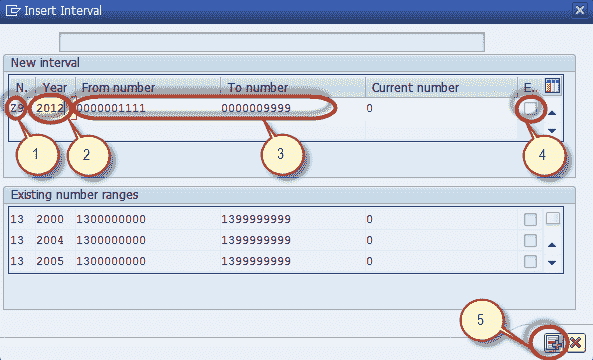 Insert Interval
New interval
N.. Year From number To number Current number E..
Z9 2012 0000001111 0000009999 0
1 2 3 4
Existing number ranges
13 2000 1300000000 1399999999 0
13 2004 1300000000 1399999999 0
13 2005 1300000000 1399999999 0
5